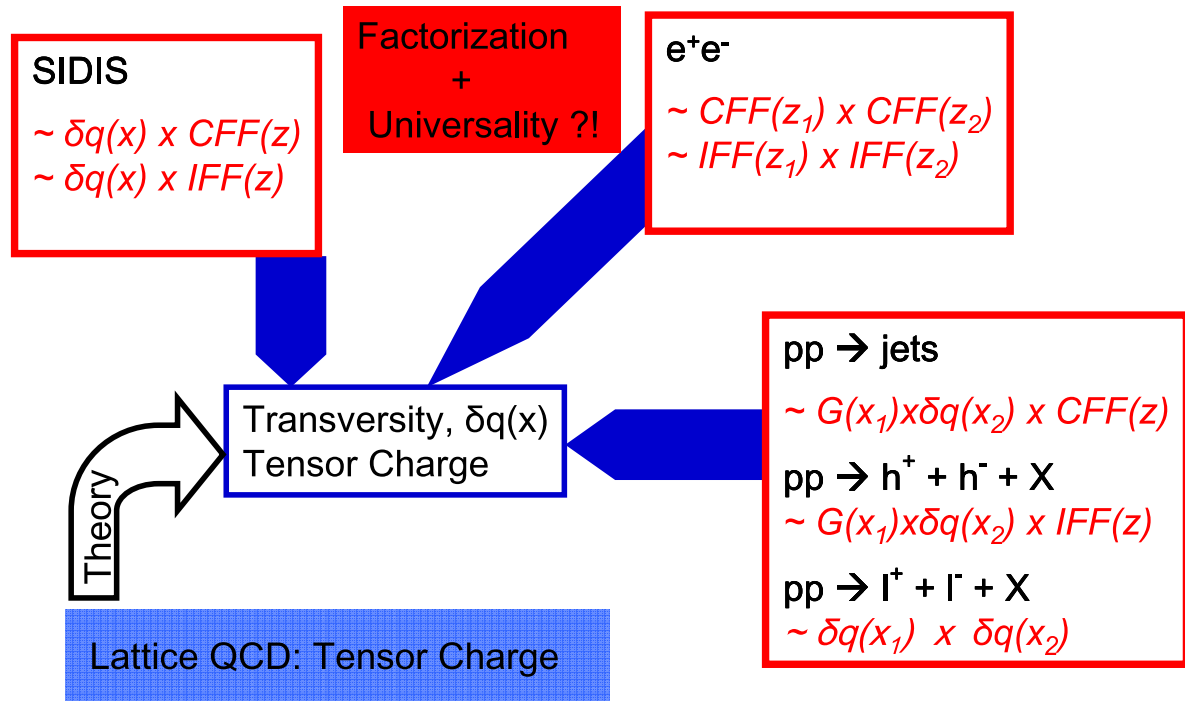 SIDIS
~ δq(x) x CFF(z)
~ δq(x) x IFF(z)
Factorization
+
Universality ?!
e⁺e⁻
~ CFF(z₁) x CFF(z₂)
~ IFF(z₁) x IFF(z₂)
pp → jets
~ G(x₁)xδq(x₂) x CFF(z)
pp → h⁺ + h⁻ + X
~ G(x₁)xδq(x₂) x IFF(z)
pp → l⁺ + l⁻ + X
~ δq(x₁) x δq(x₂)
Transversity, δq(x)
Tensor Charge
Theory
Lattice QCD: Tensor Charge